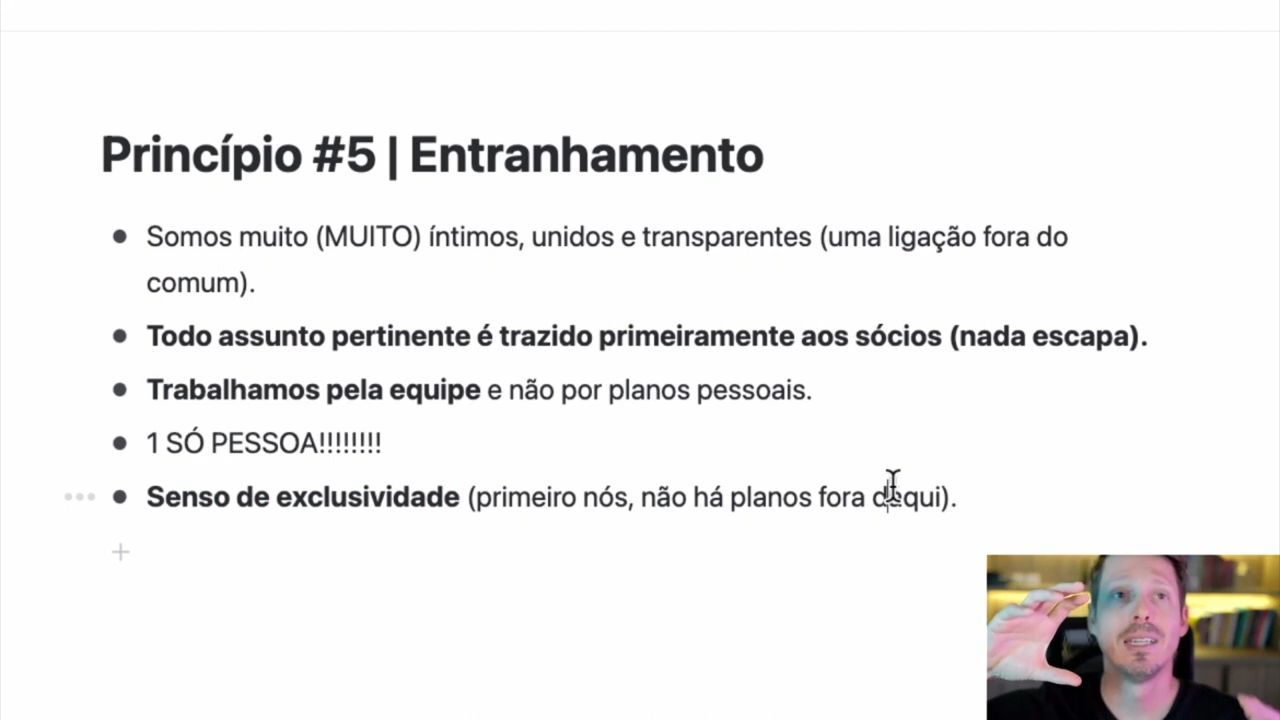 Princípio #5 | Entranhamento
Somos muito (MUITO) íntimos, unidos e transparentes (uma ligação fora do
comum).
Todo assunto pertinente é trazido primeiramente aos sócios (nada escapa).
Trabalhamos pela equipe e não por planos pessoais.
1 SÓ PESSOA!!!!!!!!
Senso de exclusividade (primeiro nós, não há planos fora daqui).